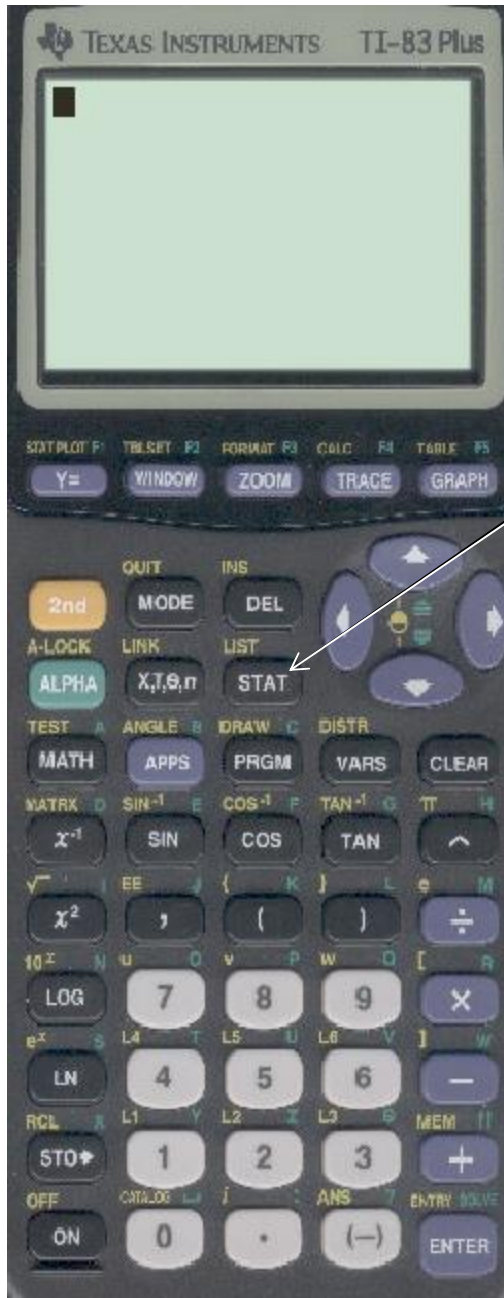 TEXAS INSTRUMENTS TI-83 Plus
STAT PLOT F1 TBLSET F2 FORMAT F3 CALC F4 TABLE F5
Y= WINDOW ZOOM TRACE GRAPH
QUIT INS
2nd MODE DEL
A-LOCK LINK LIST
ALPHA X,T,θ,n STAT
TEST A ANGLE B DRAW C DISTR
MATH APPS PRGM VARS CLEAR
MATRX D SIN⁻¹ E COS⁻¹ F TAN⁻¹ G π H
x⁻¹ SIN COS TAN ^
√ I EE J { K } L e M
x² , ( ) ÷
10ˣ N u O v P w Q [ R
LOG 7 8 9 ×
eˣ S L4 T L5 U L6 V ] W
LN 4 5 6 −
RCL X L1 Y L2 Z L3 θ MEM "
STO➧ 1 2 3 +
OFF CATALOG i : ANS ? ENTRY SOLVE
ON 0 . (−) ENTER